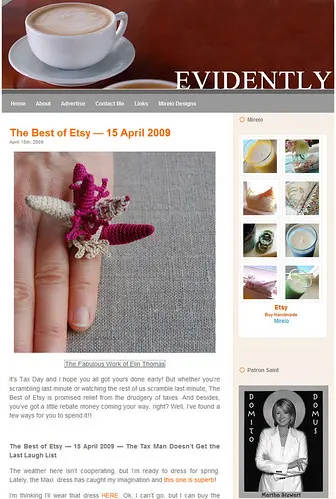 EVIDENTLY
Home About Advertise Contact Me Links Mireio Designs
The Best of Etsy — 15 April 2009
April 15th, 2009
The Fabulous Work of Elin Thomas
It's Tax Day and I hope you all got yours done early! But whether you're
scrambling last minute or watching the rest of us scramble last minute, The
Best of Etsy is promised relief from the drudgery of taxes. And besides,
you've got a little rebate money coming your way. right? Well, I've found a
few ways for you to spend it!!
The Best of Etsy — 15 April 2009 — The Tax Man Doesn't Get the
Last Laugh List
The weather here isn't cooperating, but I'm ready to dress for spring.
Lately, the Maxi dress has caught my imagination and this one is superb!
I'm thinking I'll wear that dress HERE. Ok, I can't go, but I can buy the
Mireio
Etsy
Buy Handmade
Mireio
Patron Saint
DOMITO
DOMUS
Martha Stewart